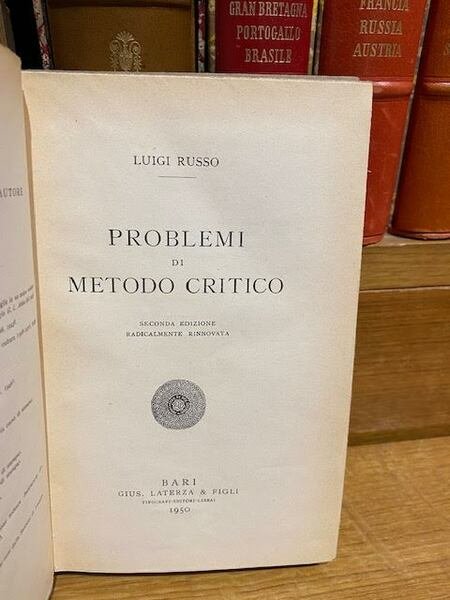 GRAN BRETAGNA
PORTOGALLO
BRASILE
FRANCIA
RUSSIA
AUSTRIA
AUTORE
LUIGI RUSSO
PROBLEMI
DI
METODO CRITICO
SECONDA EDIZIONE
RADICALMENTE RINNOVATA
BARI
GIUS. LATERZA & FIGLI
TIPOGRAFI-EDITORI-LIBRAI
1950